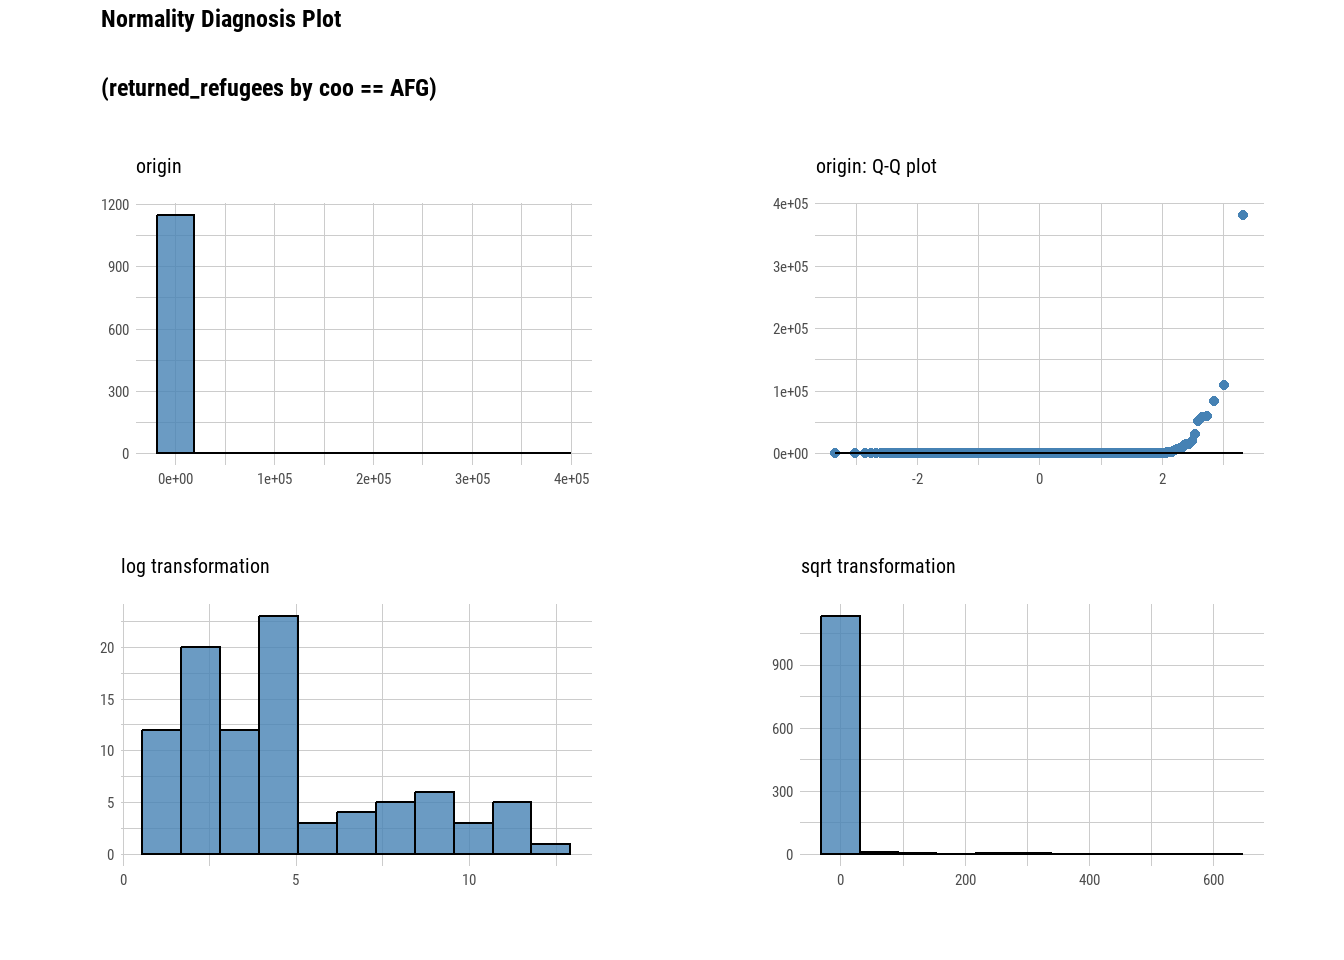 Normality Diagnosis Plot
(returned_refugees by coo == AFG)
origin
1200
900
600
300
0
0e+00 1e+05 2e+05 3e+05 4e+05
origin: Q-Q plot
4e+05
3e+05
2e+05
1e+05
0e+00
-2 0 2
log transformation
20
15
10
5
0
0 5 10
sqrt transformation
900
600
300
0
0 200 400 600